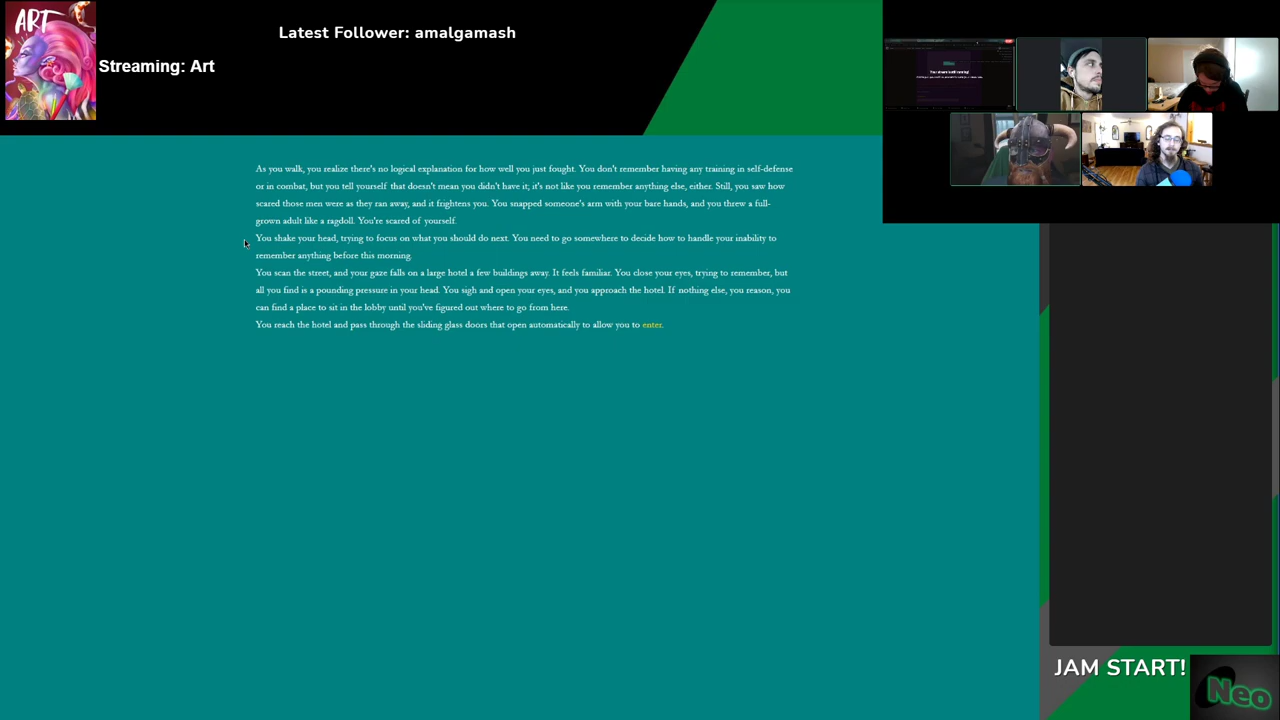 ART
Latest Follower: amalgamash
Streaming: Art
As you walk, you realize there's no logical explanation for how well you just fought. You don't remember having any training in self-defense
or in combat, but you tell yourself that doesn't mean you didn't have it; it's not like you remember anything else, either. Still, you saw how
scared those men were as they ran away, and it frightens you. You snapped someone's arm with your bare hands, and you threw a full-
grown adult like a ragdoll. You're scared of yourself.
You shake your head, trying to focus on what you should do next. You need to go somewhere to decide how to handle your inability to
remember anything before this morning.
You scan the street, and your gaze falls on a large hotel a few buildings away. It feels familiar. You close your eyes, trying to remember, but
all you find is a pounding pressure in your head. You sigh and open your eyes, and you approach the hotel. If nothing else, you reason, you
can find a place to sit in the lobby until you've figured out where to go from here.
You reach the hotel and pass through the sliding glass doors that open automatically to allow you to enter.
JAM START!
Neo